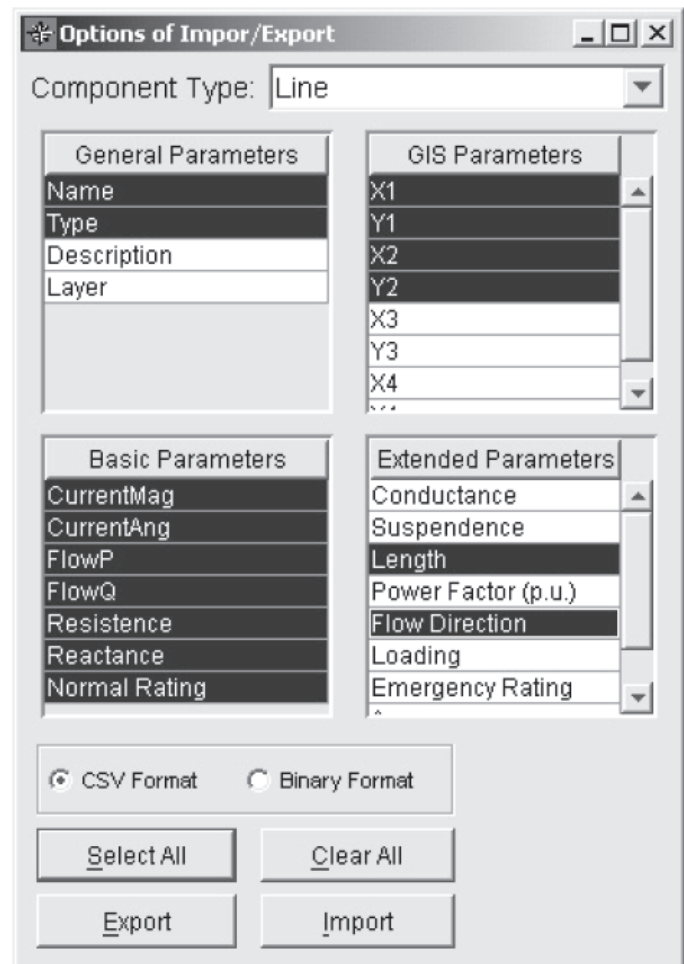 Options of Impor/Export
Component Type: Line
General Parameters
Name
Type
Description
Layer
GIS Parameters
X1
Y1
X2
Y2
X3
Y3
X4
Basic Parameters
CurrentMag
CurrentAng
FlowP
FlowQ
Resistence
Reactance
Normal Rating
Extended Parameters
Conductance
Suspendence
Length
Power Factor (p.u.)
Flow Direction
Loading
Emergency Rating
CSV Format
Binary Format
Select All
Clear All
Export
Import